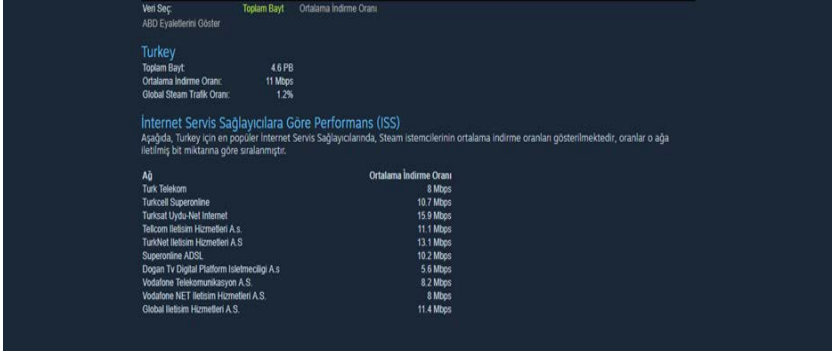 Veri Seç: Toplam Bayt Ortalama İndirme Oranı
ABD Eyaletlerini Göster
Turkey
Toplam Bayt: 4.6 PB
Ortalama İndirme Oranı: 11 Mbps
Global Steam Trafik Oranı: 1.2%
İnternet Servis Sağlayıcılara Göre Performans (ISS)
Aşağıda, Turkey için en popüler İnternet Servis Sağlayıcılarında, Steam istemcilerinin ortalama indirme oranları gösterilmektedir, oranlar o ağa
iletilmiş bit miktarına göre sıralanmıştır.
Ağ Ortalama İndirme Oranı
Turk Telekom 8 Mbps
Turkcell Superonline 10.7 Mbps
Turksat Uydu-Net Internet 15.9 Mbps
Tellcom Iletisim Hizmetleri A.s. 11.1 Mbps
TurkNet Iletisim Hizmetleri A.S 13.1 Mbps
Superonline ADSL 10.2 Mbps
Dogan Tv Digital Platform Isletmeciligi A.s 5.6 Mbps
Vodafone Telekomunikasyon A.S. 8.2 Mbps
Vodafone NET Iletisim Hizmetleri A.S. 8 Mbps
Global Iletisim Hizmetleri A.S. 11.4 Mbps